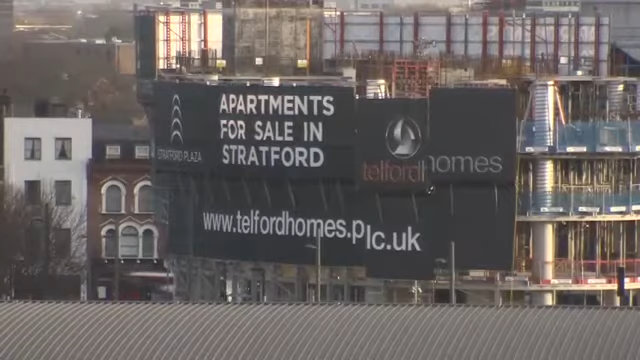 APARTMENTS
FOR SALE IN
STRATFORD
STRATFORD PLAZA
telford homes
www.telfordhomes.plc.uk